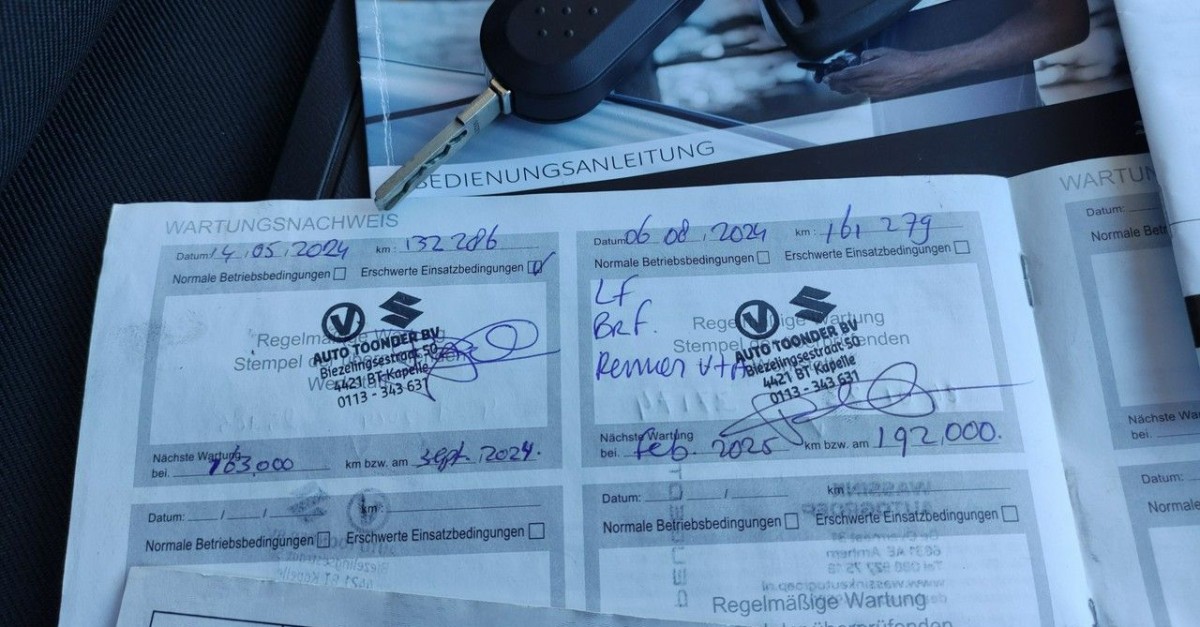 BEDIENUNGSANLEITUNG
WARTUNGSNACHWEIS
Datum: 14.05.2024 km: 132 286
Normale Betriebsbedingungen Erschwerte Einsatzbedingungen
Regelmäßige Wartung
Stempel
AUTO TOONDER BV
Biezelingsestraat 50
4421 BT Kapelle
0113 - 343 631
Nächste Wartung
bei. 163,000 km bzw. am sept. 2024.
Datum: 06 08, 2024 km: 161 279
Normale Betriebsbedingungen Erschwerte Einsatzbedingungen
Lf
Brf.
Remmen V+A
Regelmäßige Wartung
Stempel
AUTO TOONDER BV
Biezelingsestraat 50
4421 BT Kapelle
0113 - 343 631
Nächste Wartung
bei. feb. 2025 km bzw. am 192,000.
Datum: / / km:
Normale Betriebsbedingungen Erschwerte Einsatzbedingungen
Datum: / km:
Normale Betriebsbedingungen Erschwerte Einsatzbedingungen
Regelmäßige Wartung
WARTUN
Datum:
Normale
Nächste Wartung
bei.
Datum:
Normale